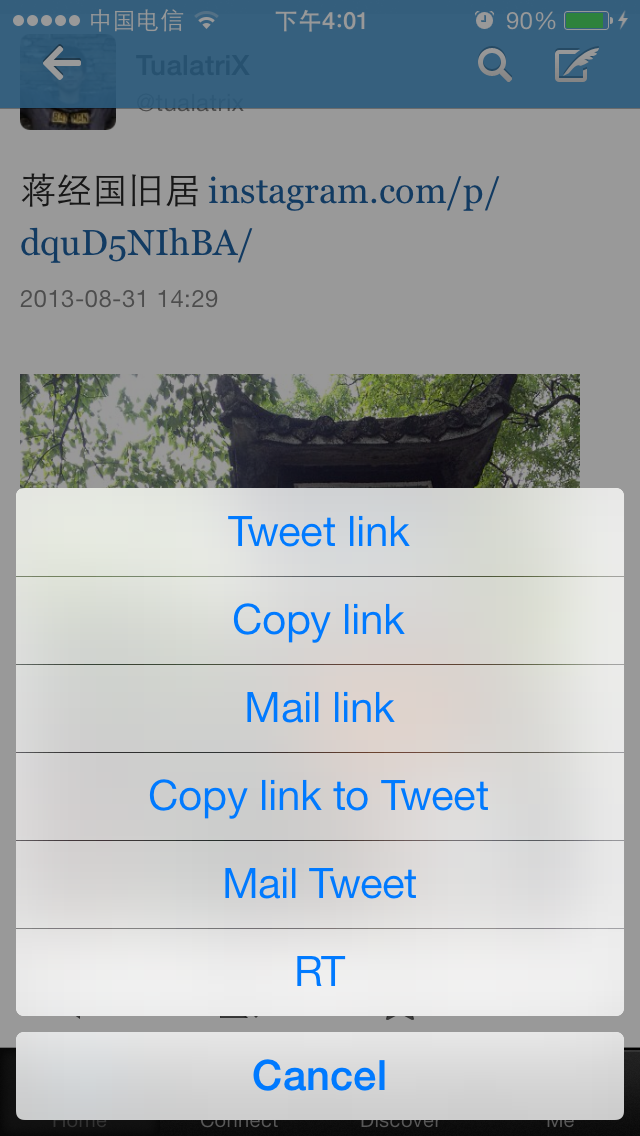 中国电信 下午4:01 90%
TualatriX
@tualatrix
蒋经国旧居 instagram.com/p/
dquD5NIhBA/
2013-08-31 14:29
Tweet link
Copy link
Mail link
Copy link to Tweet
Mail Tweet
RT
Cancel
Home Connect Discover Me